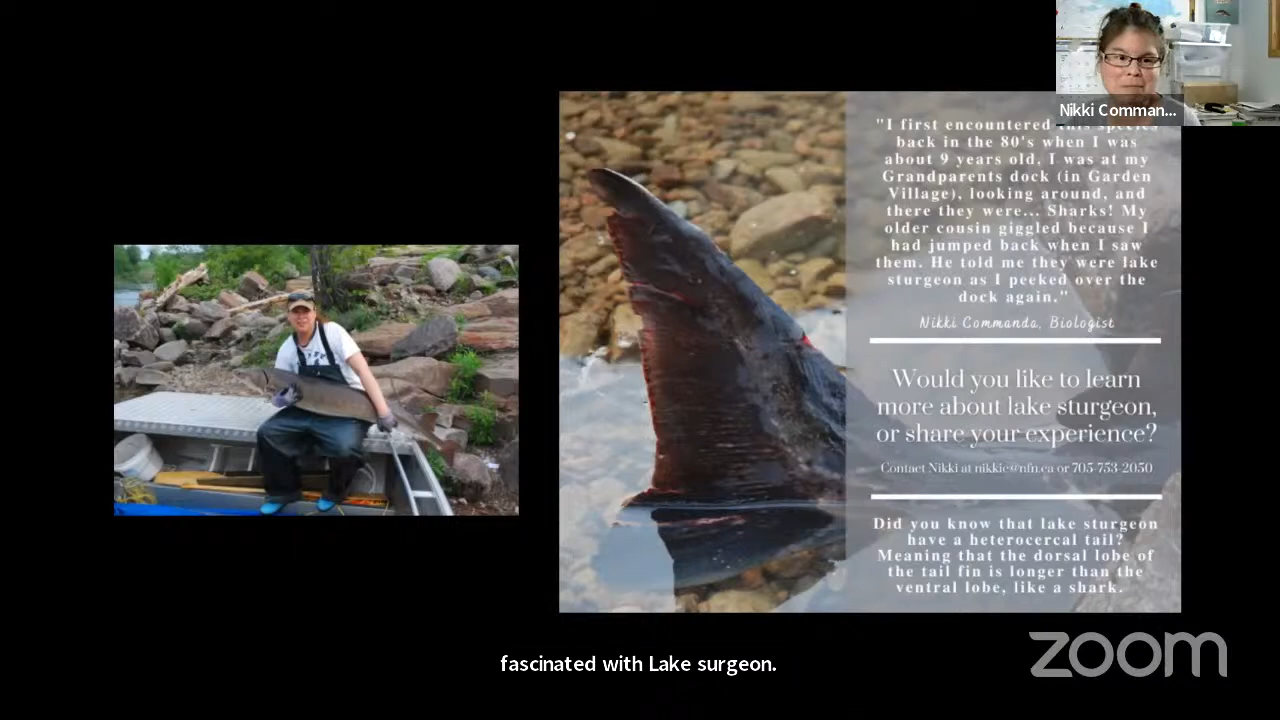 Nikki Comman...
"I first encountered this species
back in the 80's when I was
about 9 years old, I was at my
Grandparents dock (in Garden
Village), looking around, and
there they were... Sharks! My
older cousin giggled because I
had jumped back when I saw
them. He told me they were lake
sturgeon as I peeked over the
dock again."
Nikki Commanda, Biologist
Would you like to learn
more about lake sturgeon,
or share your experience?
Contact Nikki at nikkie@nfn.ca or 705-753-2050
Did you know that lake sturgeon
have a heterocercal tail?
Meaning that the dorsal lobe of
the tail fin is longer than the
ventral lobe, like a shark.
fascinated with Lake surgeon.
zoom